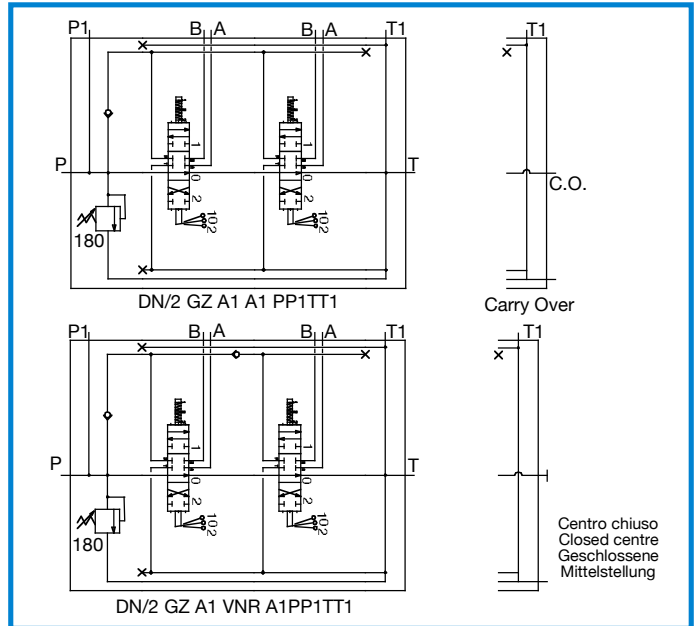 P1 B A B A T1 T1
1 1
P T
0 0
C.O.
2 2
102 102
180
DN/2 GZ A1 A1 PP1TT1 Carry Over
P1 B A B A T1 T1
1 1
P T
0 0
2 2
102 102
180
Centro chiuso
Closed centre
Geschlossene
Mittelstellung
DN/2 GZ A1 VNR A1PP1TT1